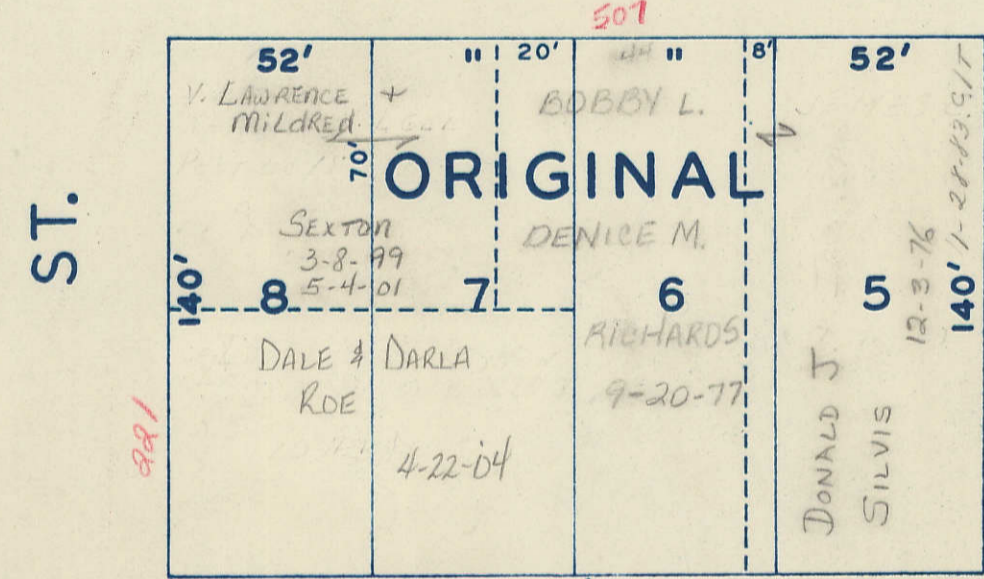 507
52' " 20' 44 " 8' 52'
V. LAWRENCE +
MILDRED
70'
ORIGINAL
BOBBY L.
DENICE M.
RICHARDS
9-20-77
SEXTON
3-8-99
5-4-01
140' 8 7 6 5 140'
DALE & DARLA
ROE
4-22-04
DONALD J
SILVIS
12-3-76
1-28-83
ST.
221